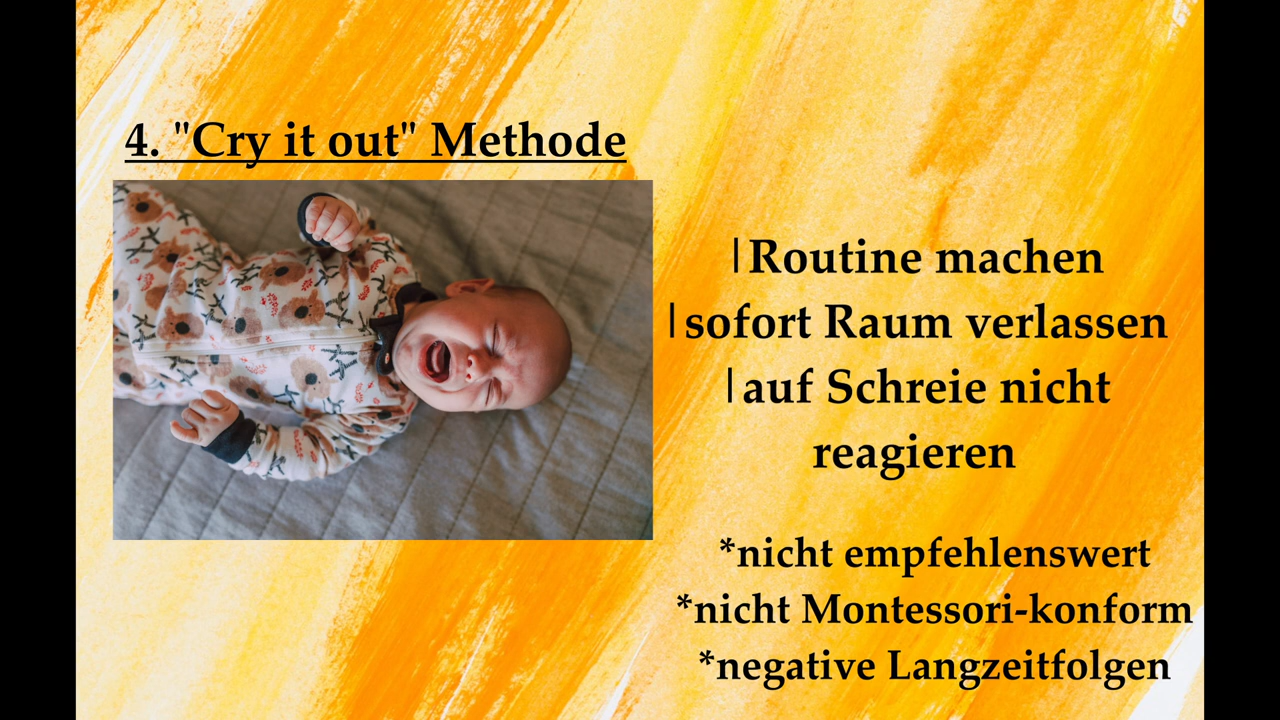 4. "Cry it out" Methode
|Routine machen
|sofort Raum verlassen
|auf Schreie nicht
reagieren
*nicht empfehlenswert
*nicht Montessori-konform
*negative Langzeitfolgen